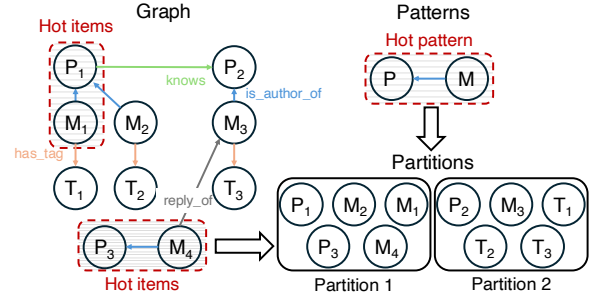 Graph
Patterns
Hot items
Hot pattern
P1
P2
P
M
knows
is_author_of
M1
M2
M3
has_tag
Partitions
T1
T2
reply_of
T3
P1
M2
M1
P2
M3
T1
P3
M4
P3
M4
T2
T3
Hot items
Partition 1
Partition 2